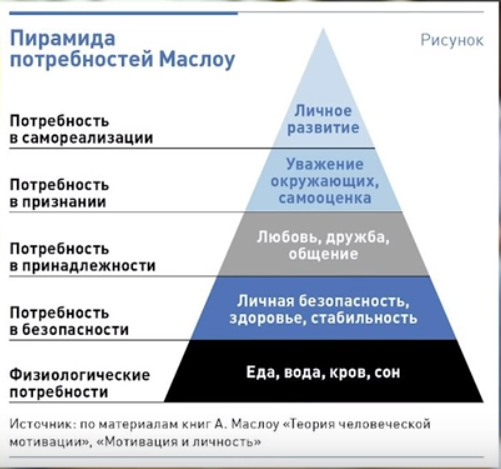 Пирамида
потребностей Маслоу
Рисунок
Потребность
в самореализации
Личное
развитие
Потребность
в признании
Уважение
окружающих,
самооценка
Потребность
в принадлежности
Любовь, дружба,
общение
Потребность
в безопасности
Личная безопасность,
здоровье, стабильность
Физиологические
потребности
Еда, вода, кров, сон
Источник: по материалам книг А. Маслоу «Теория человеческой
мотивации», «Мотивация и личность»